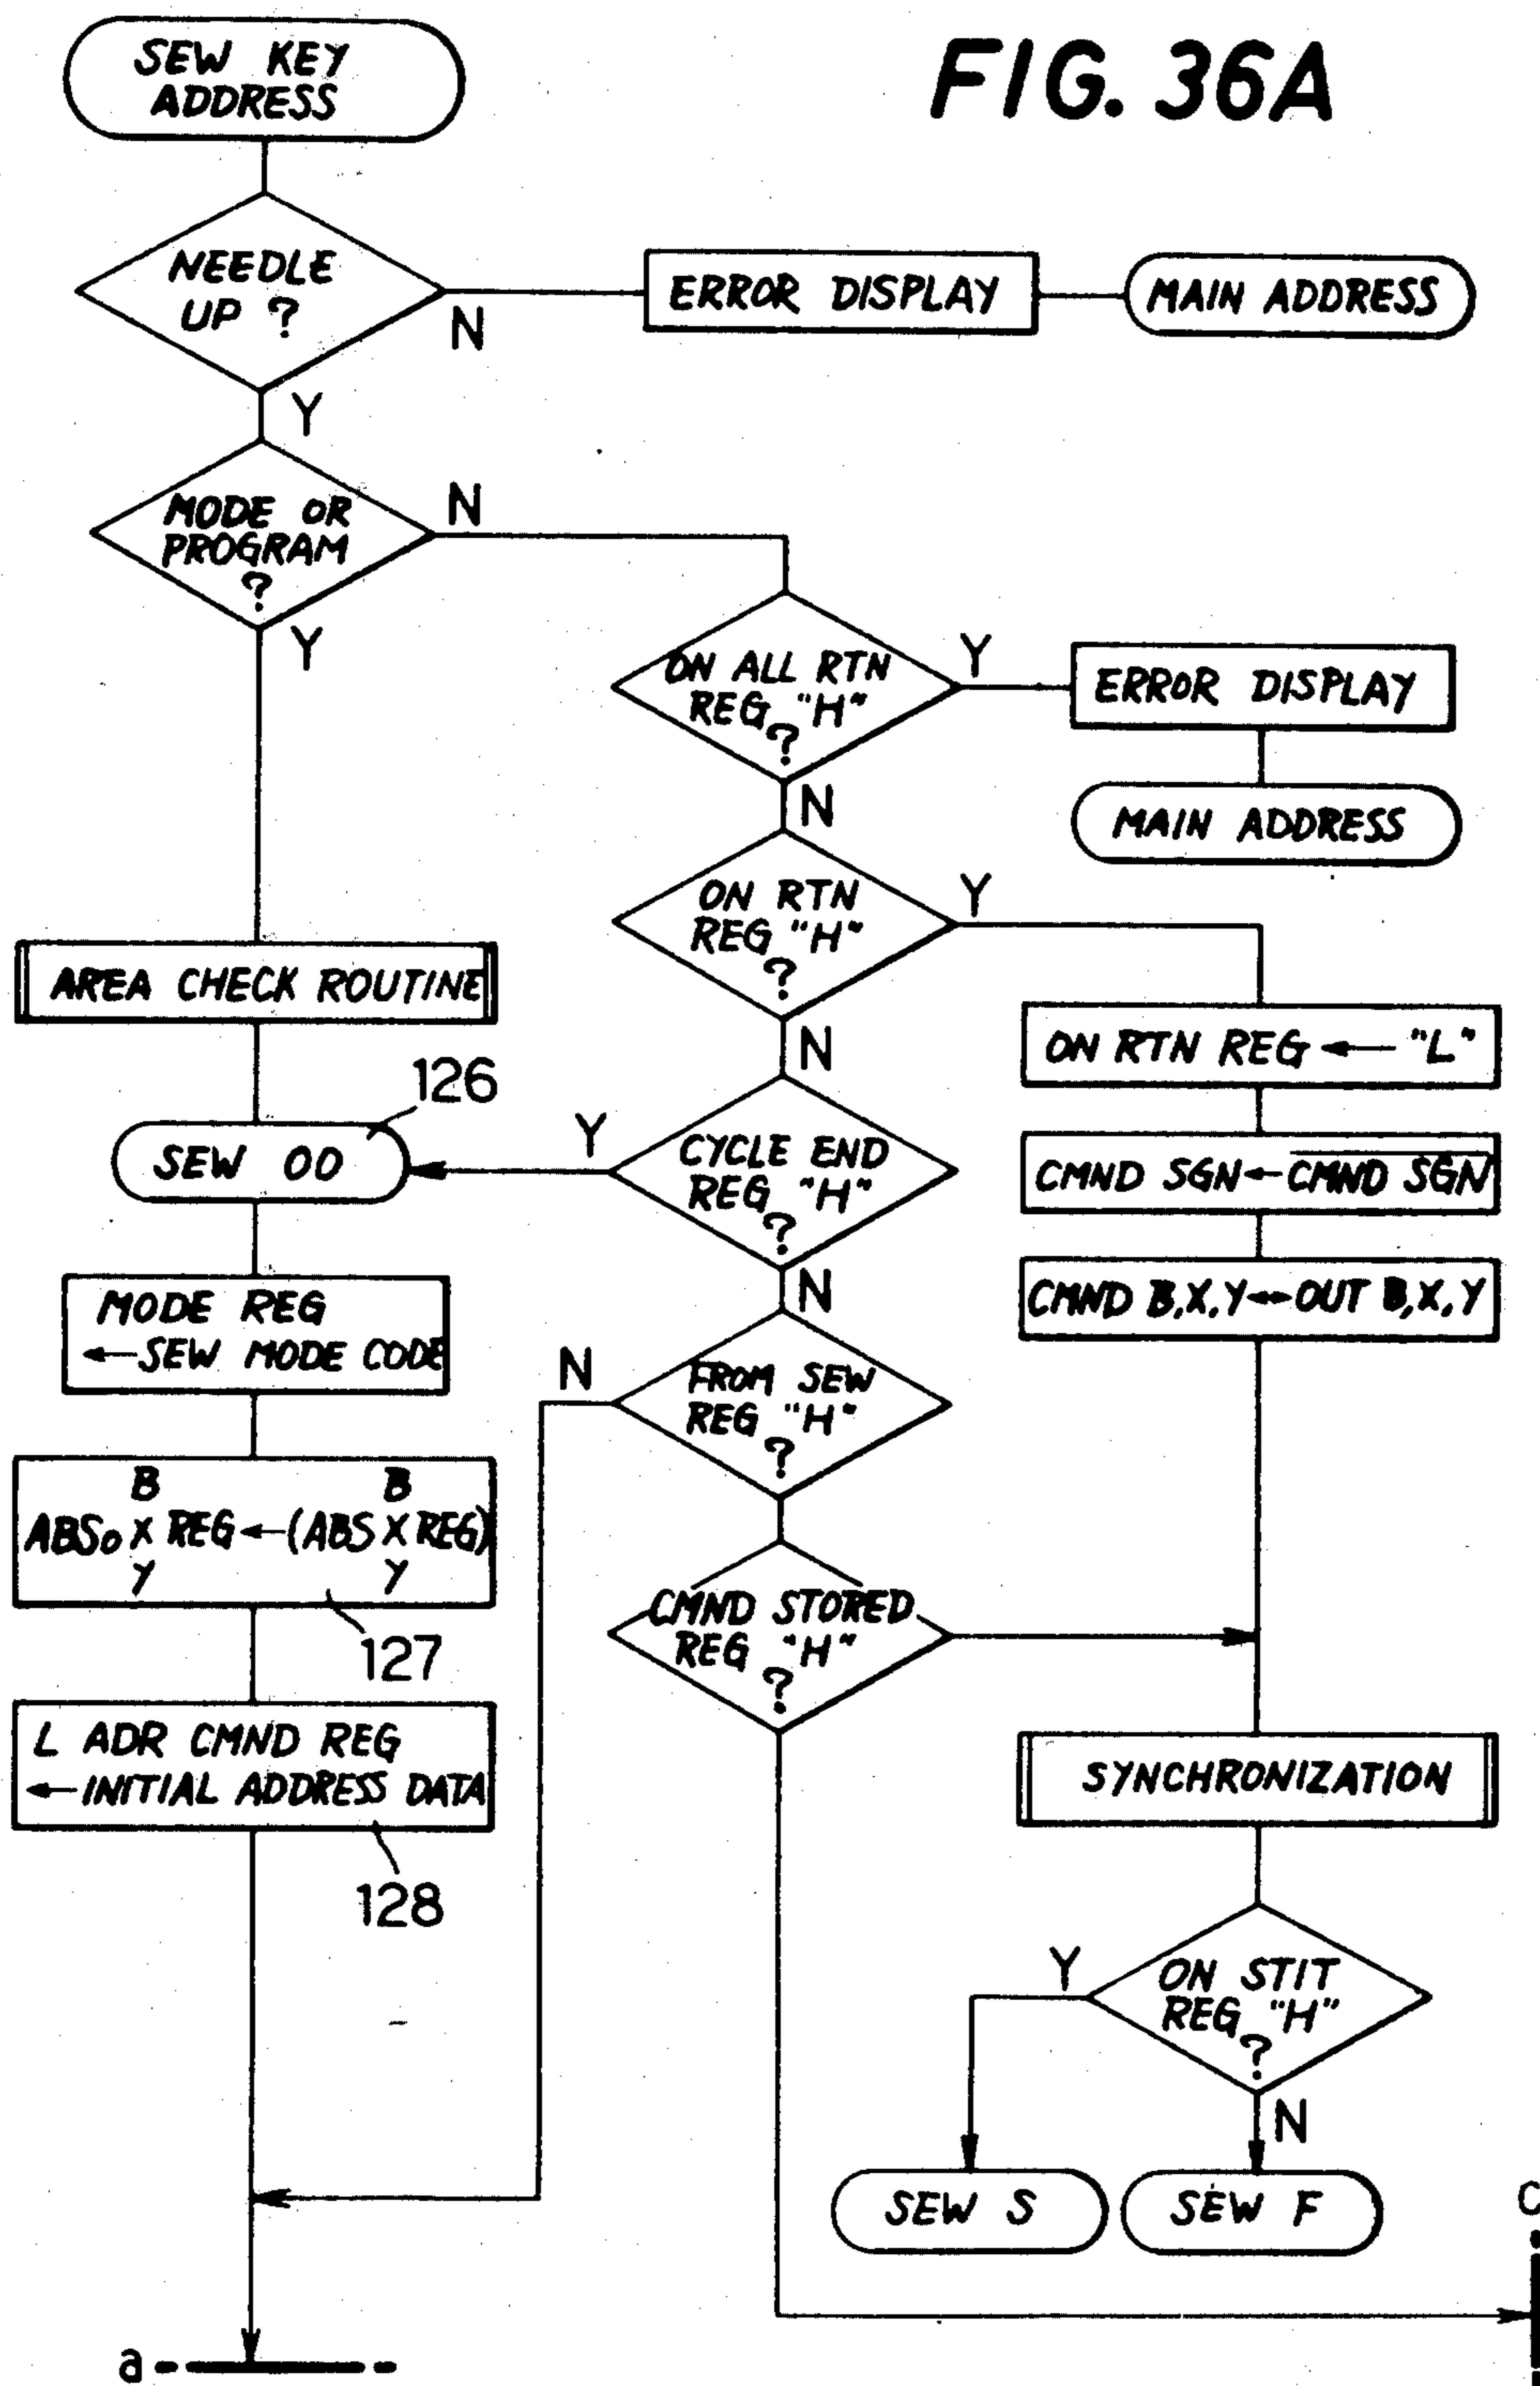 FIG. 36A
SEW KEY
ADDRESS
NEEDLE
UP ?
N
ERROR DISPLAY
MAIN ADDRESS
Y
MODE OR
PROGRAM
?
N
Y
ON ALL RTN
REG "H"
?
Y
ERROR DISPLAY
MAIN ADDRESS
N
ON RTN
REG "H"
?
Y
N
AREA CHECK ROUTINE
ON RTN REG ← "L"
126
SEW 00
Y
CYCLE END
REG "H"
?
CMND SGN ← CMND SGN
N
CMND B,X,Y ↔ OUT B,X,Y
MODE REG
← SEW MODE CODE
N
FROM SEW
REG "H"
?
B B
ABS0 X REG ← (ABS X REG)
Y Y
127
CMND STORED
REG "H"
?
L ADR CMND REG
← INITIAL ADDRESS DATA
128
SYNCHRONIZATION
Y
ON STIT
REG "H"
?
N
SEW S
SEW F
C
a